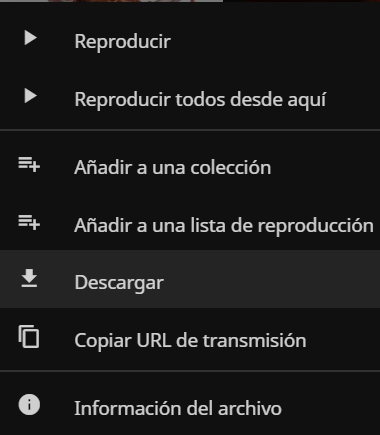 Reproducir
Reproducir todos desde aquí
Añadir a una colección
Añadir a una lista de reproducción
Descargar
Copiar URL de transmisión
Información del archivo